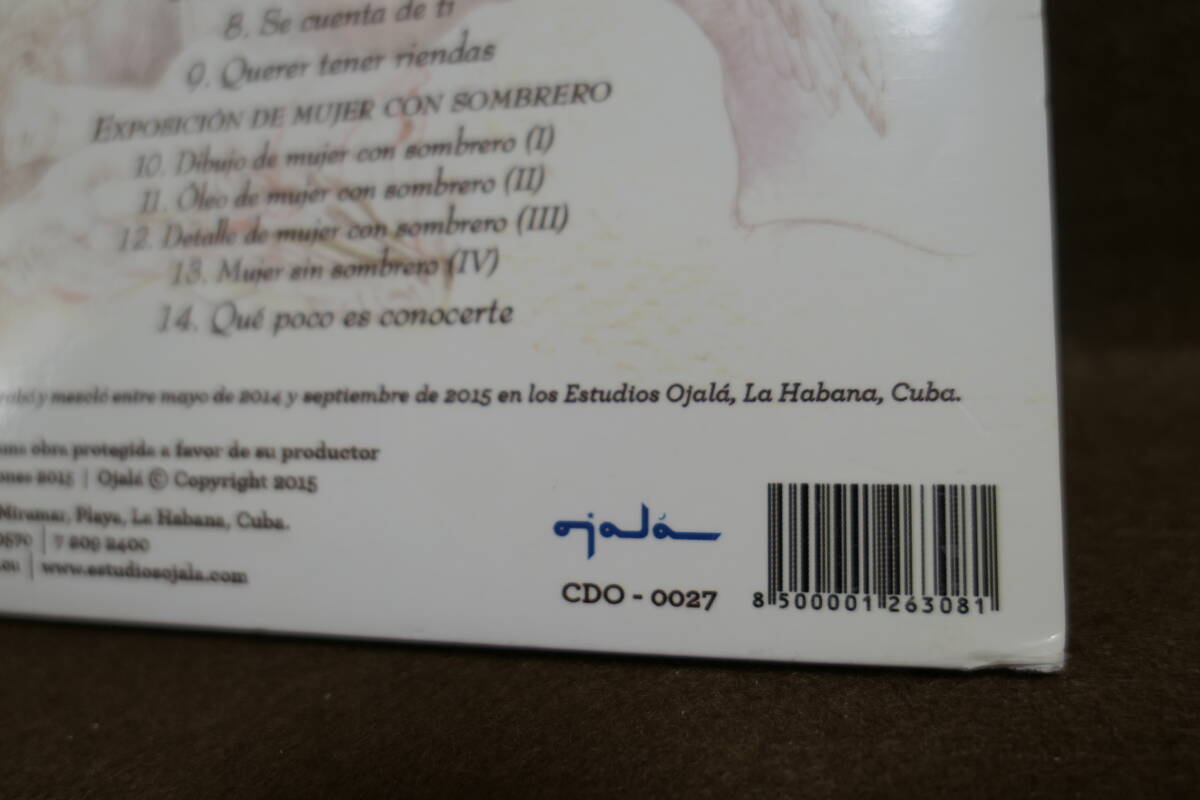 8. Se cuenta de ti
9. Querer tener riendas
EXPOSICIÓN DE MUJER CON SOMBRERO
10. Dibujo de mujer con sombrero (I)
11. Óleo de mujer con sombrero (II)
12. Detalle de mujer con sombrero (III)
13. Mujer sin sombrero (IV)
14. Qué poco es conocerte
y mezcló entre mayo de 2014 y septiembre de 2015 en los Estudios Ojalá, La Habana, Cuba.
una obra protegida a favor de su productor
2015 | Ojalá © Copyright 2015
Miramar, Playa, La Habana, Cuba.
| 7 209 2400
| www.estudiosojala.com
ojalá
CDO - 0027
8 500001 263081